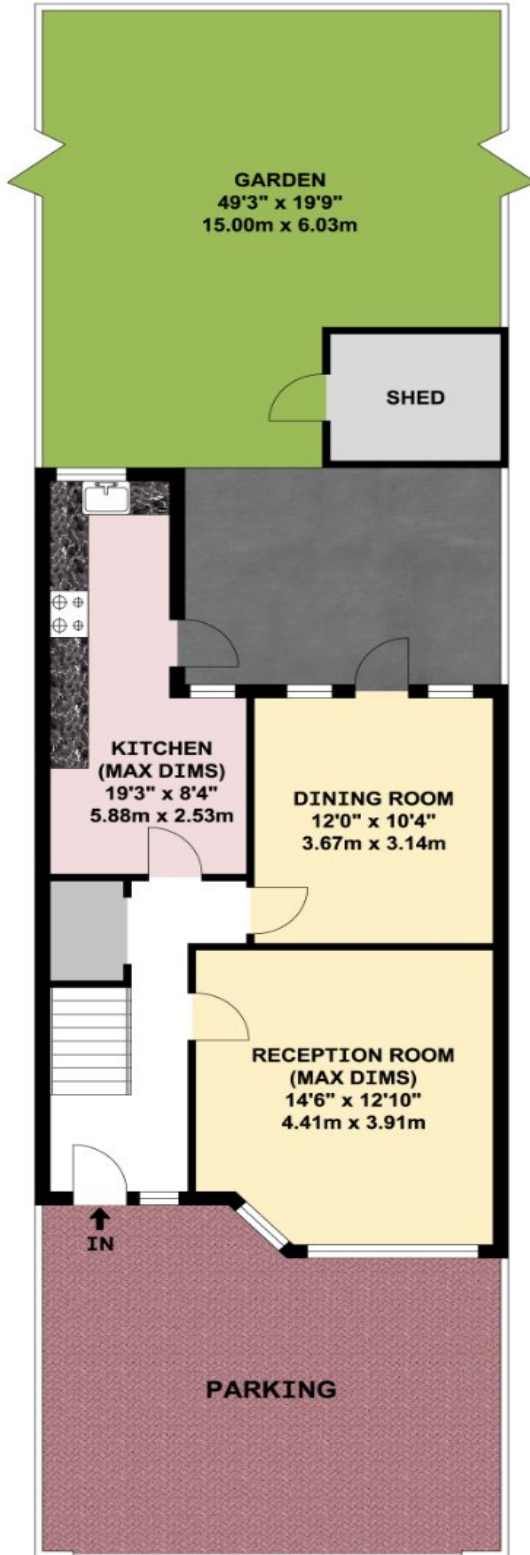 GARDEN
49'3" x 19'9"
15.00m x 6.03m
SHED
KITCHEN
(MAX DIMS)
19'3" x 8'4"
5.88m x 2.53m
DINING ROOM
12'0" x 10'4"
3.67m x 3.14m
RECEPTION ROOM
(MAX DIMS)
14'6" x 12'10"
4.41m x 3.91m
IN
PARKING